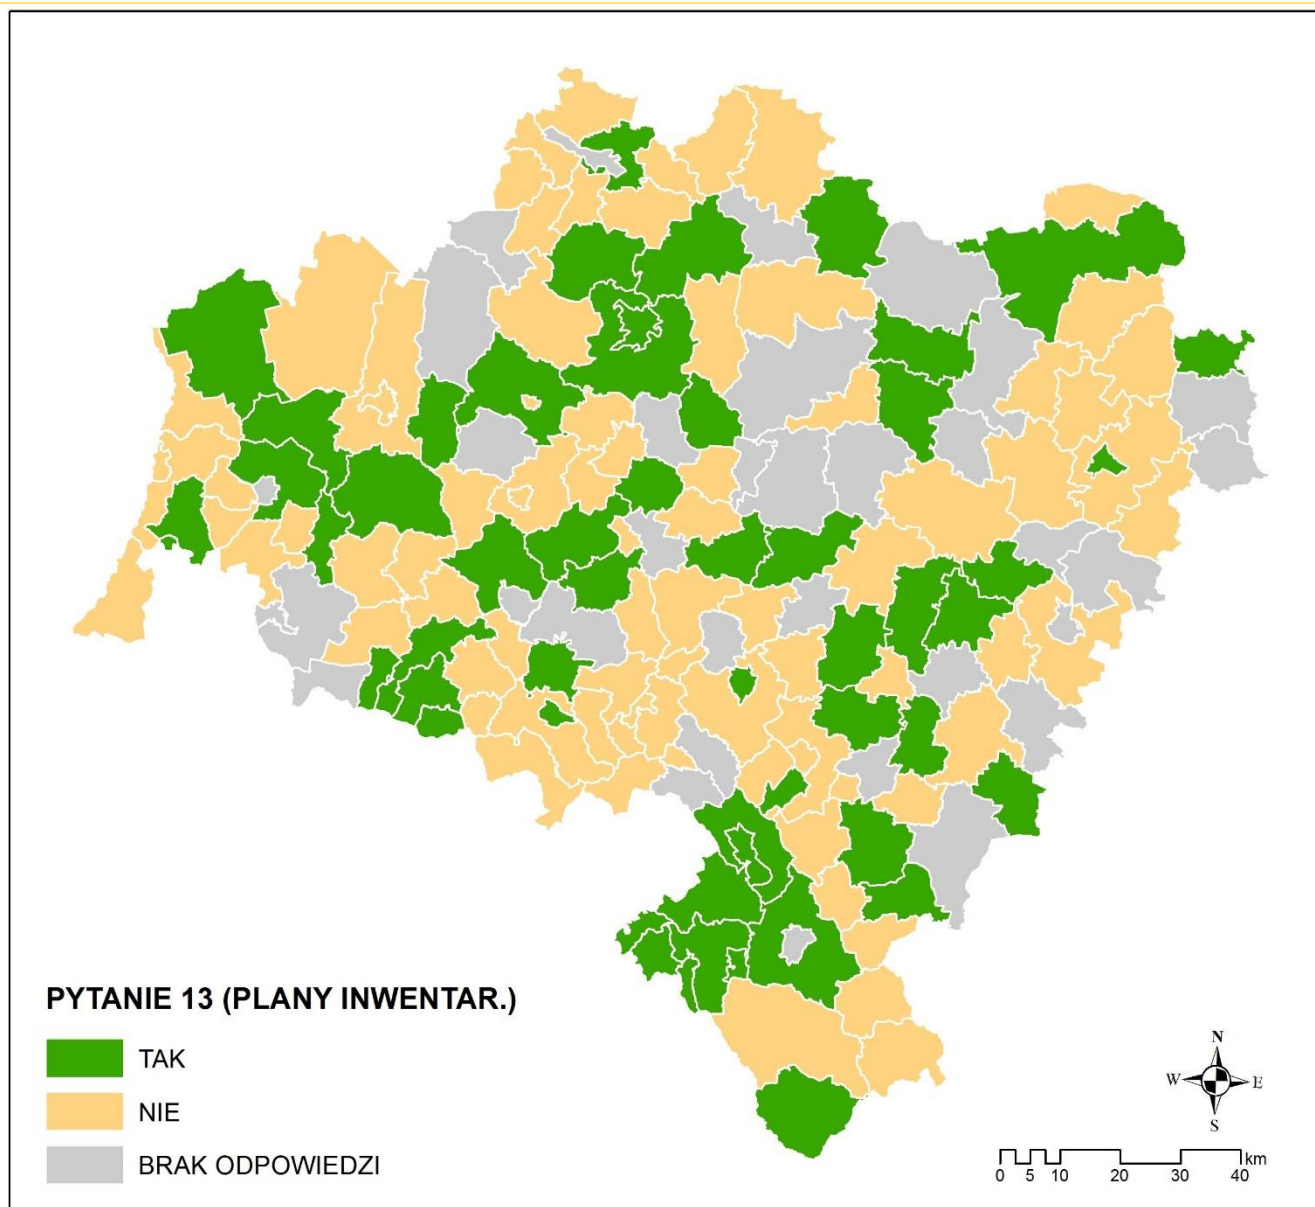 PYTANIE 13 (PLANY INWENTAR.)
TAK
NIE
BRAK ODPOWIEDZI
N
W E
S
km
0 5 10 20 30 40